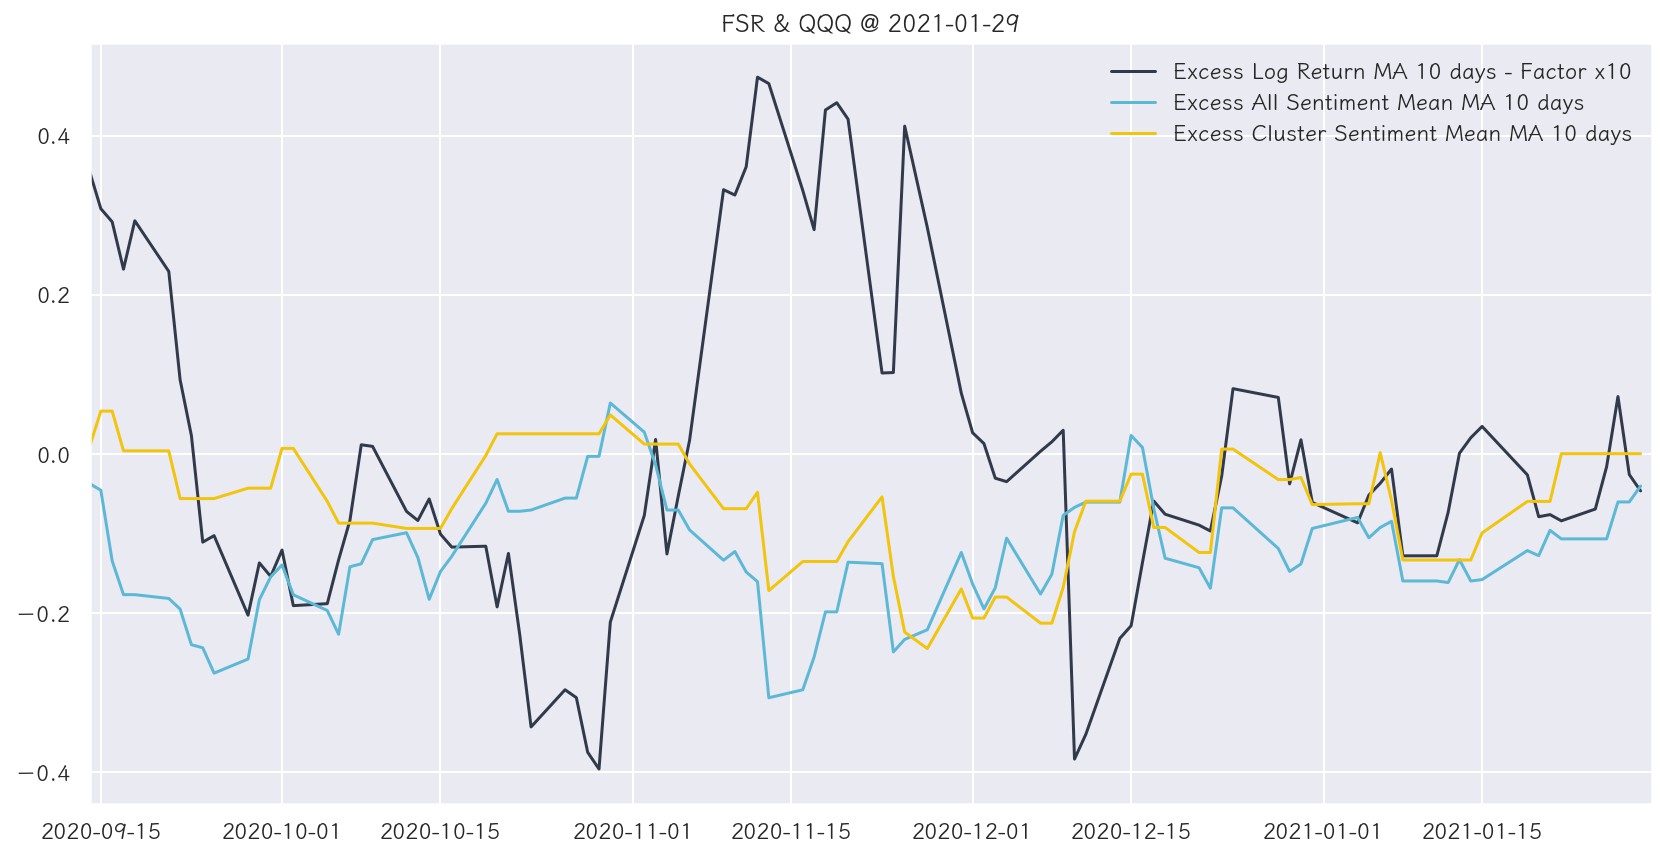 FSR & QQQ @ 2021-01-29
Excess Log Return MA 10 days - Factor x10
Excess All Sentiment Mean MA 10 days
Excess Cluster Sentiment Mean MA 10 days
0.4
0.2
0.0
−0.2
−0.4
2020-09-15 2020-10-01 2020-10-15 2020-11-01 2020-11-15 2020-12-01 2020-12-15 2021-01-01 2021-01-15